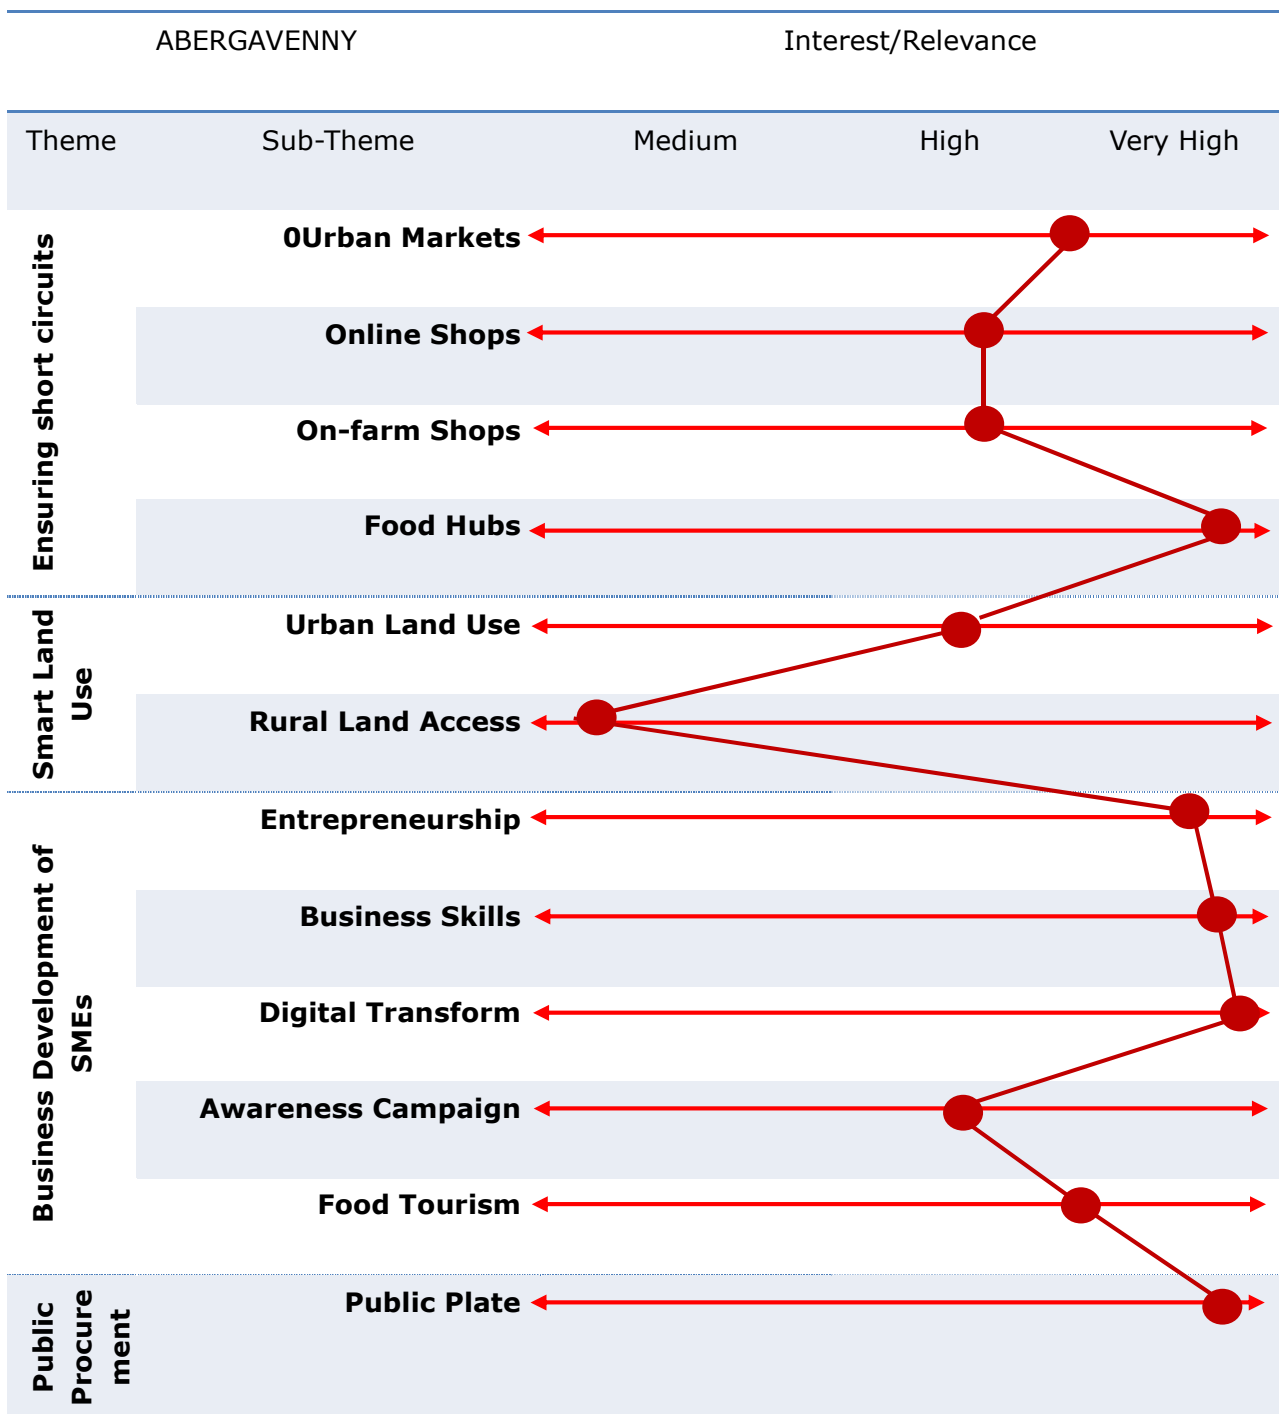 ABERGAVENNY Interest/Relevance
Theme Sub-Theme Medium High Very High
Ensuring short circuits
0Urban Markets
Online Shops
On-farm Shops
Food Hubs
Smart Land
Use
Urban Land Use
Rural Land Access
Business Development of
SMEs
Entrepreneurship
Business Skills
Digital Transform
Awareness Campaign
Food Tourism
Public
Procure
ment
Public Plate